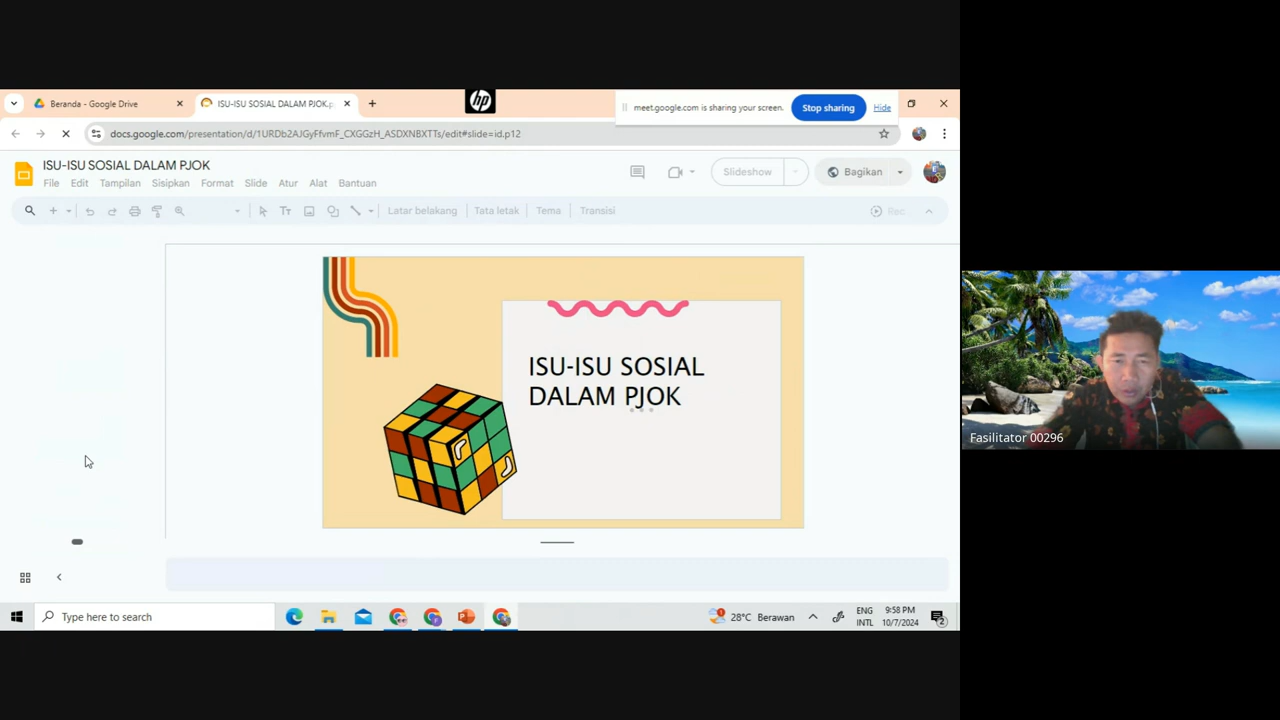 Beranda - Google Drive
ISU-ISU SOSIAL DALAM PJOK.p
hp
meet.google.com is sharing your screen.
Stop sharing
Hide
docs.google.com/presentation/d/1URDb2AJGyFfvmF_CXGGzH_ASDXNBXTTs/edit#slide=id.p12
ISU-ISU SOSIAL DALAM PJOK
File Edit Tampilan Sisipkan Format Slide Atur Alat Bantuan
Slideshow
Bagikan
Latar belakang Tata letak Tema Transisi
Rec
ISU-ISU SOSIAL
DALAM PJOK
Fasilitator 00296
Type here to search
28°C Berawan
ENG
INTL
9:58 PM
10/7/2024
2